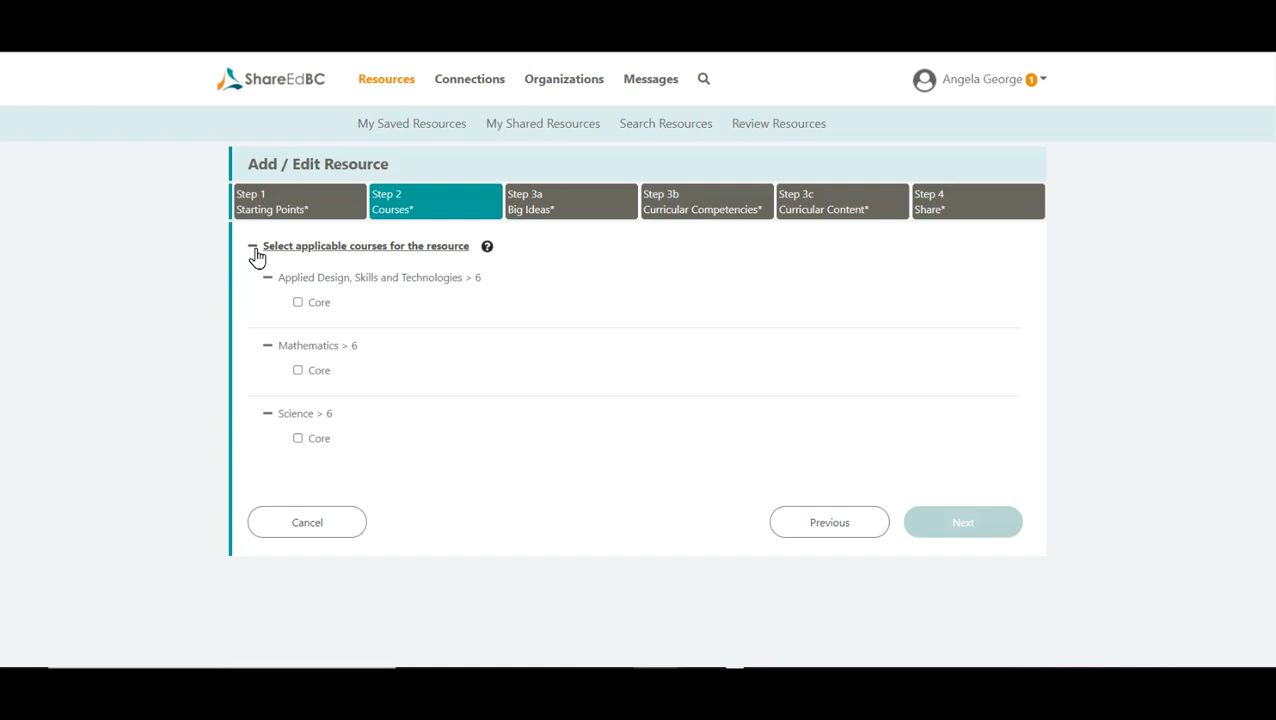 ShareEdBC Resources Connections Organizations Messages Angela George 1
My Saved Resources My Shared Resources Search Resources Review Resources
Add / Edit Resource
Step 1 Step 2 Step 3a Step 3b Step 3c Step 4
Starting Points* Courses* Big Ideas* Curricular Competencies* Curricular Content* Share*
Select applicable courses for the resource ?
Applied Design, Skills and Technologies > 6
Core
Mathematics > 6
Core
Science > 6
Core
Cancel Previous Next